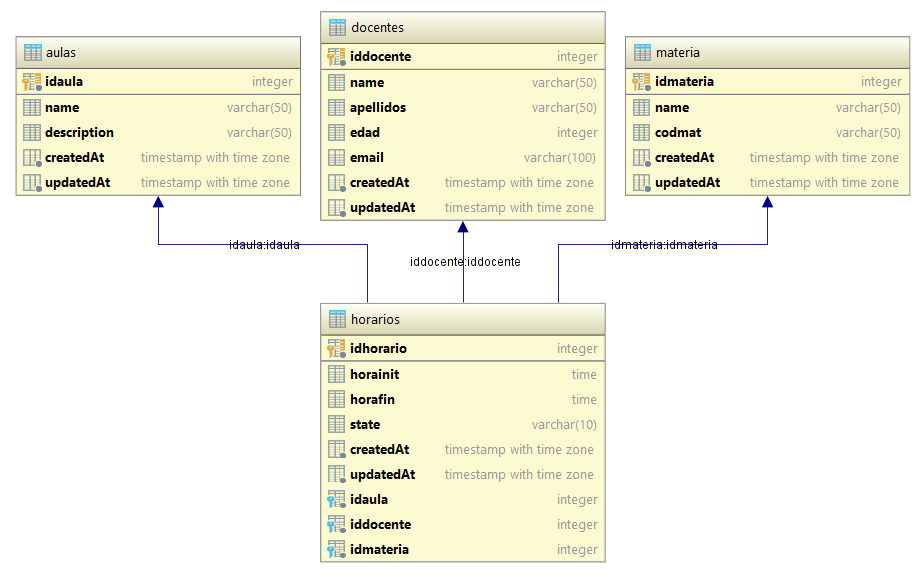 aulas
idaula integer
name varchar(50)
description varchar(50)
createdAt timestamp with time zone
updatedAt timestamp with time zone
docentes
iddocente integer
name varchar(50)
apellidos varchar(50)
edad integer
email varchar(100)
createdAt timestamp with time zone
updatedAt timestamp with time zone
materia
idmateria integer
name varchar(50)
codmat varchar(50)
createdAt timestamp with time zone
updatedAt timestamp with time zone
idaula:idaula
iddocente:iddocente
idmateria:idmateria
horarios
idhorario integer
horainit time
horafin time
state varchar(10)
createdAt timestamp with time zone
updatedAt timestamp with time zone
idaula integer
iddocente integer
idmateria integer